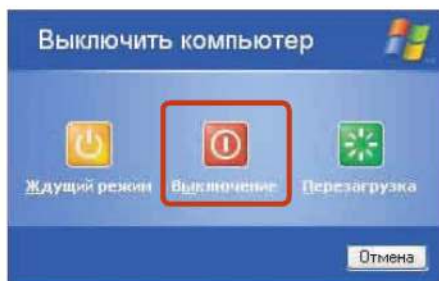 Выключить компьютер
Ждущий режим Выключение Перезагрузка
Отмена